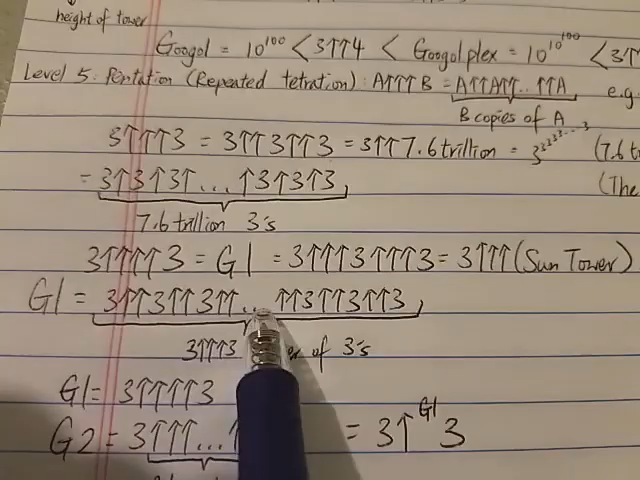 height of tower
Googol = 10^100 < 3↑↑4 < Googolplex = 10^10^100 < 3↑
Level 5: Pentation (Repeated tetration): A↑↑↑B = A↑↑A↑↑...↑↑A, e.g.
B copies of A
3↑↑↑3 = 3↑↑3↑↑3 = 3↑↑7.6 trillion = 3^3^3^3^...^3 (7.6 t
= 3↑3↑3↑...↑3↑3↑3, (The
7.6 trillion 3's
3↑↑↑↑3 = G1 = 3↑↑↑3↑↑↑3 = 3↑↑↑(Sun Tower)
G1 = 3↑↑3↑↑3↑↑...↑↑3↑↑3↑↑3,
3↑↑↑3 of 3's
G1 = 3↑↑↑↑3
G2 = 3↑↑↑...↑ = 3↑^G1 3